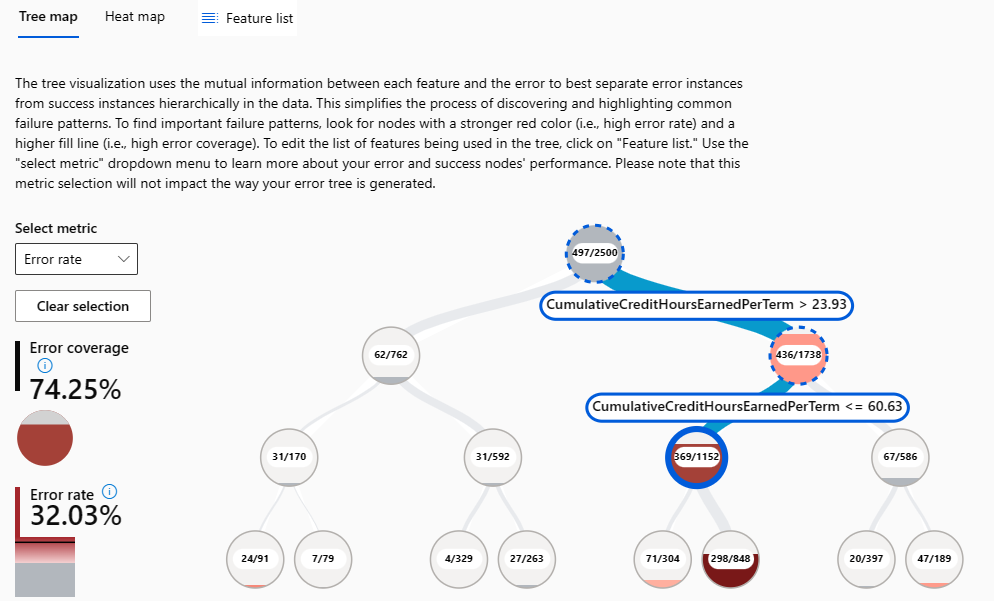 Tree map
Heat map
Feature list
The tree visualization uses the mutual information between each feature and the error to best separate error instances
from success instances hierarchically in the data. This simplifies the process of discovering and highlighting common
failure patterns. To find important failure patterns, look for nodes with a stronger red color (i.e., high error rate) and a
higher fill line (i.e., high error coverage). To edit the list of features being used in the tree, click on "Feature list." Use the
"select metric" dropdown menu to learn more about your error and success nodes' performance. Please note that this
metric selection will not impact the way your error tree is generated.
Select metric
Error rate
Clear selection
Error coverage
74.25%
Error rate
32.03%
497/2500
CumulativeCreditHoursEarnedPerTerm > 23.93
62/762
436/1738
CumulativeCreditHoursEarnedPerTerm <= 60.63
31/170
31/592
369/1152
67/586
24/91
7/79
4/329
27/263
71/304
298/848
20/397
47/189